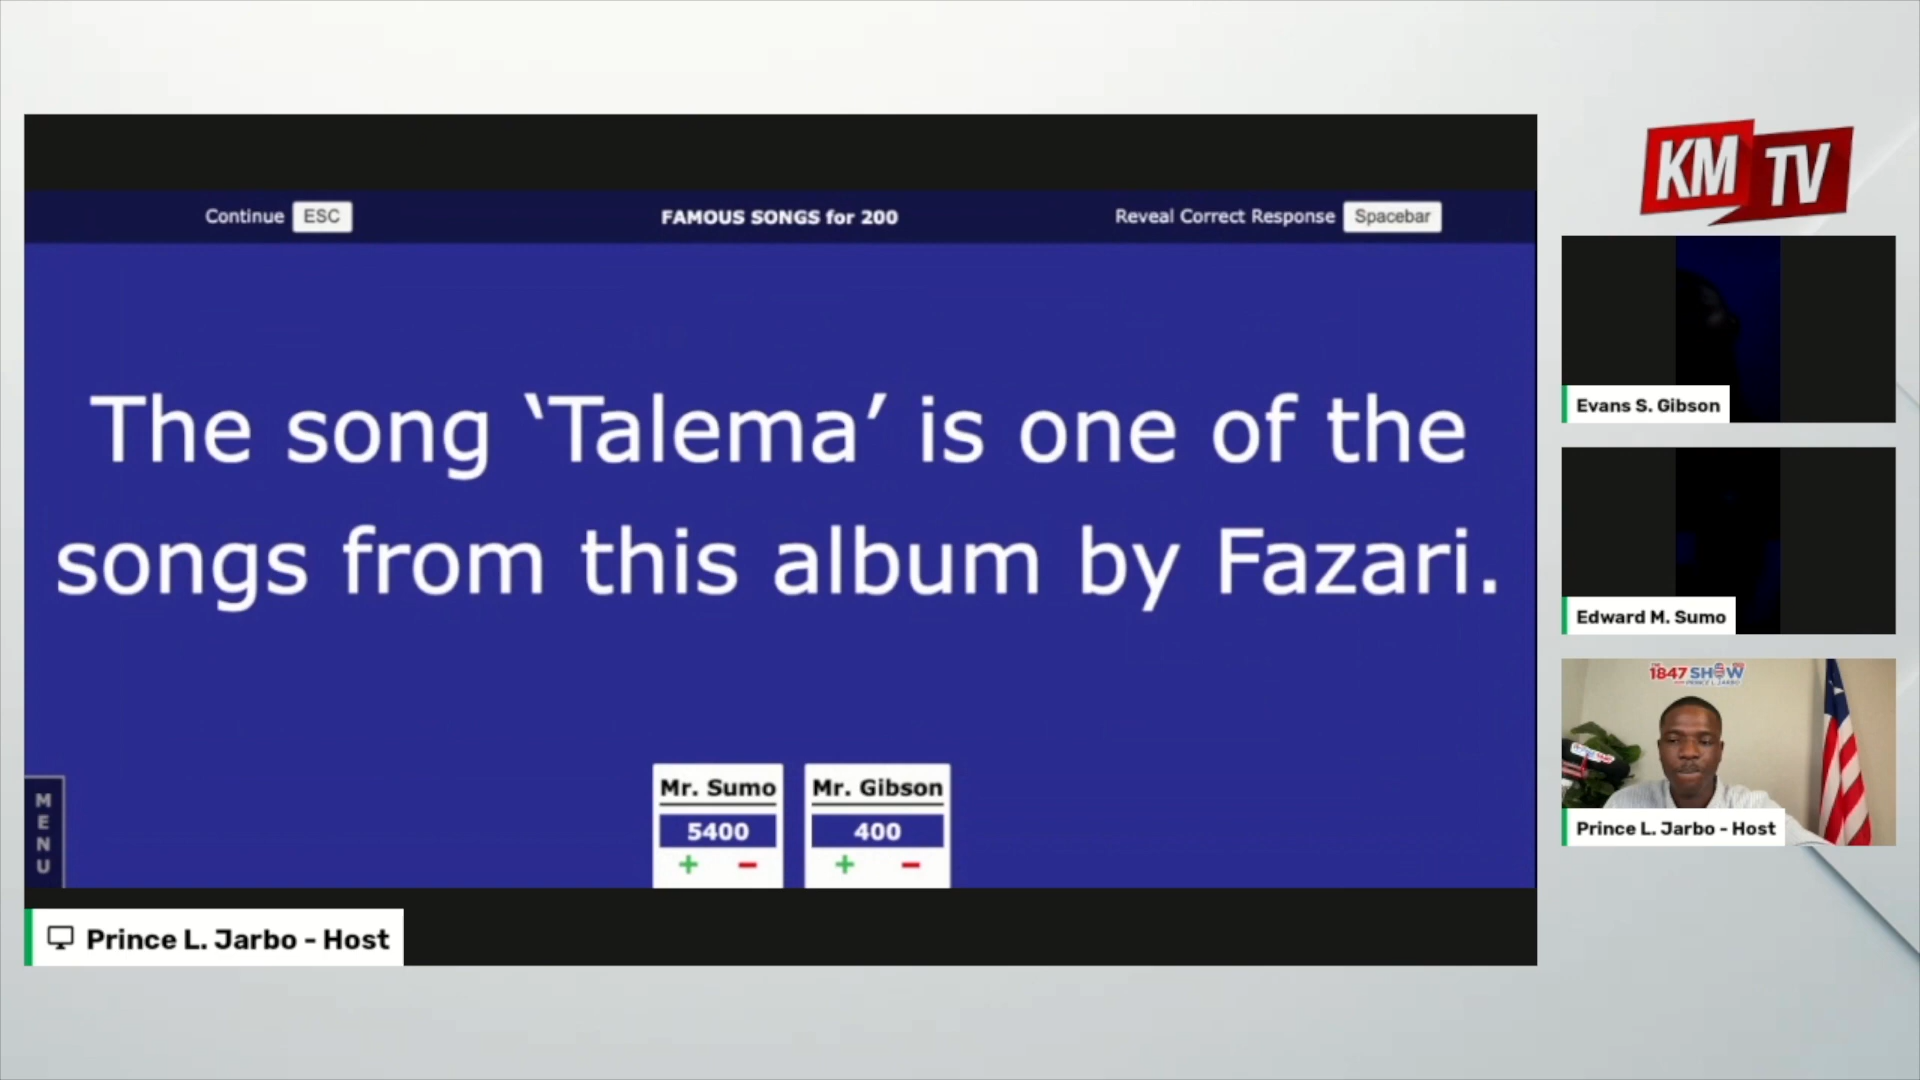 Continue ESC
FAMOUS SONGS for 200
Reveal Correct Response Spacebar
The song ‘Talema’ is one of the
songs from this album by Fazari.
Mr. Sumo
5400
+ −
Mr. Gibson
400
+ −
MENU
Prince L. Jarbo - Host
KM TV
Evans S. Gibson
Edward M. Sumo
1847 SHOW
Prince L. Jarbo - Host